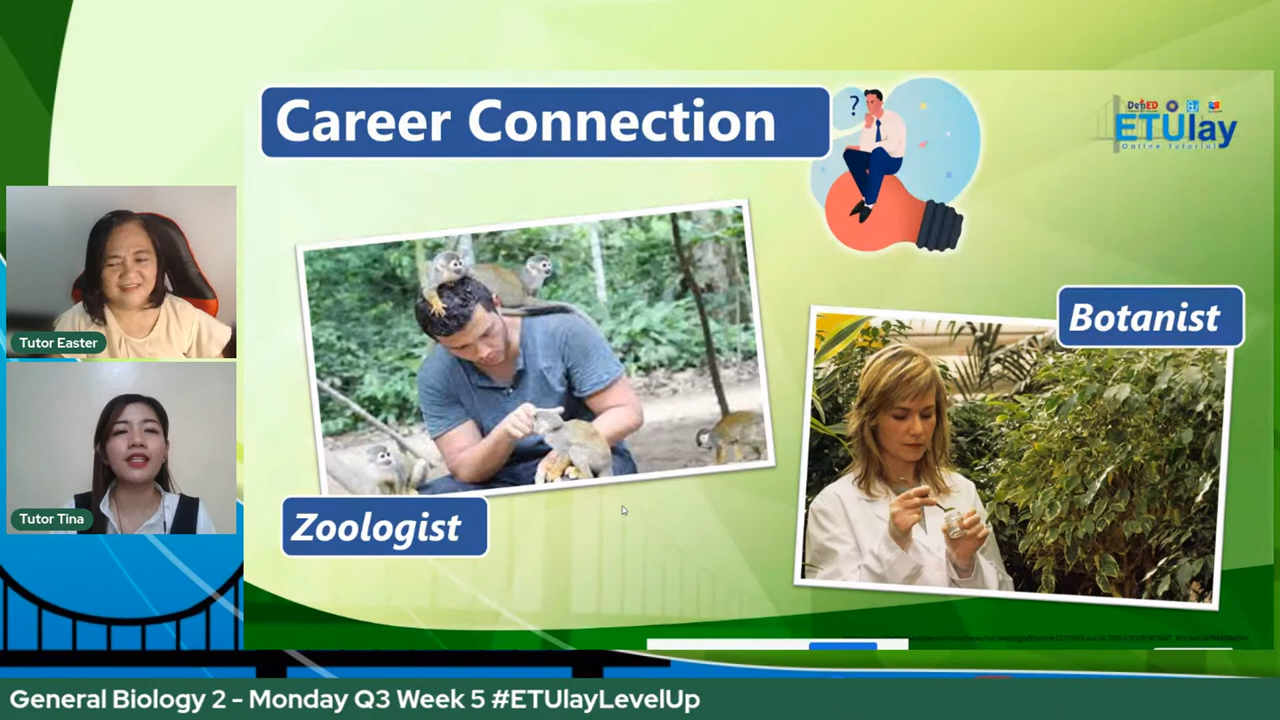 Career Connection
?
DepED
ETUlay
Online Tutorial
Botanist
Tutor Easter
Tutor Tina
Zoologist
General Biology 2 - Monday Q3 Week 5 #ETUlayLevelUp